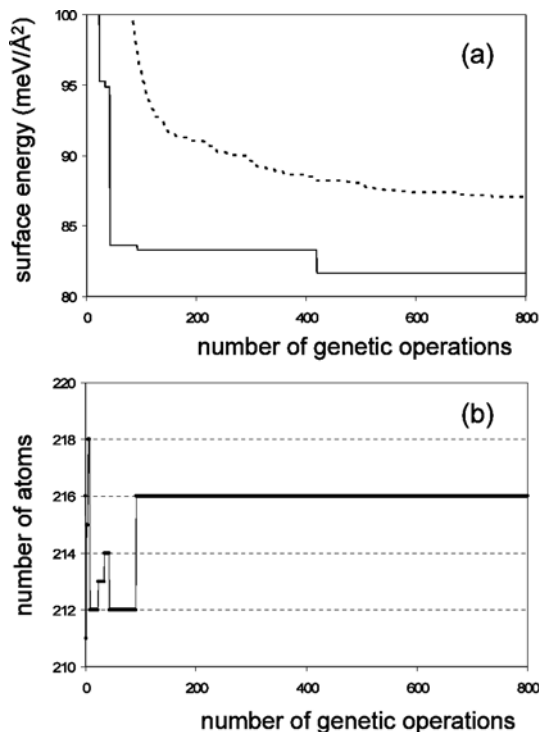 (a)
surface energy (meV/Å²)
100
95
90
85
80
0 200 400 600 800
number of genetic operations
(b)
number of atoms
220
218
216
214
212
210
0 200 400 600 800
number of genetic operations